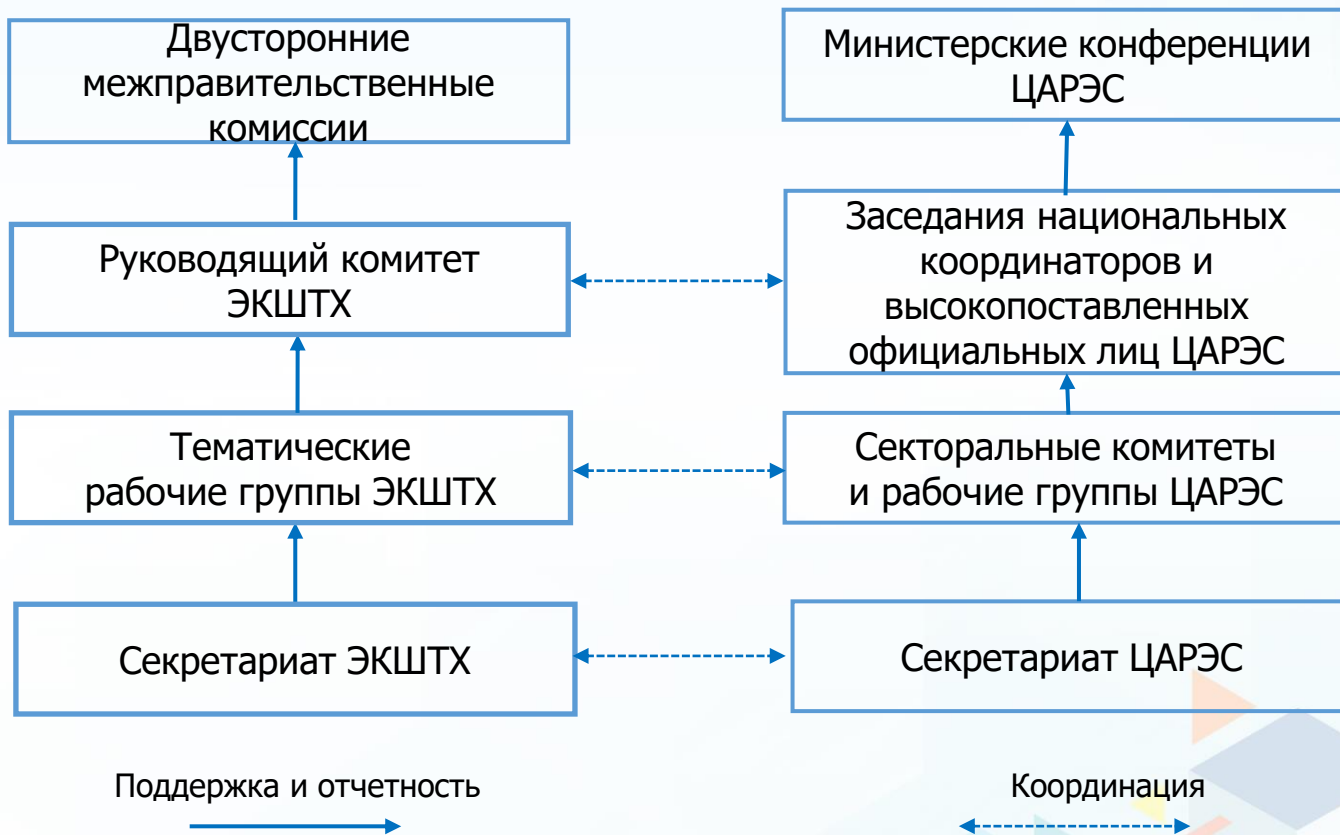 Двусторонние
межправительственные
комиссии
Министерские конференции
ЦАРЭС
Руководящий комитет
ЭКШТХ
Заседания национальных
координаторов и
высокопоставленных
официальных лиц ЦАРЭС
Тематические
рабочие группы ЭКШТХ
Секторальные комитеты
и рабочие группы ЦАРЭС
Секретариат ЭКШТХ
Секретариат ЦАРЭС
Поддержка и отчетность
Координация